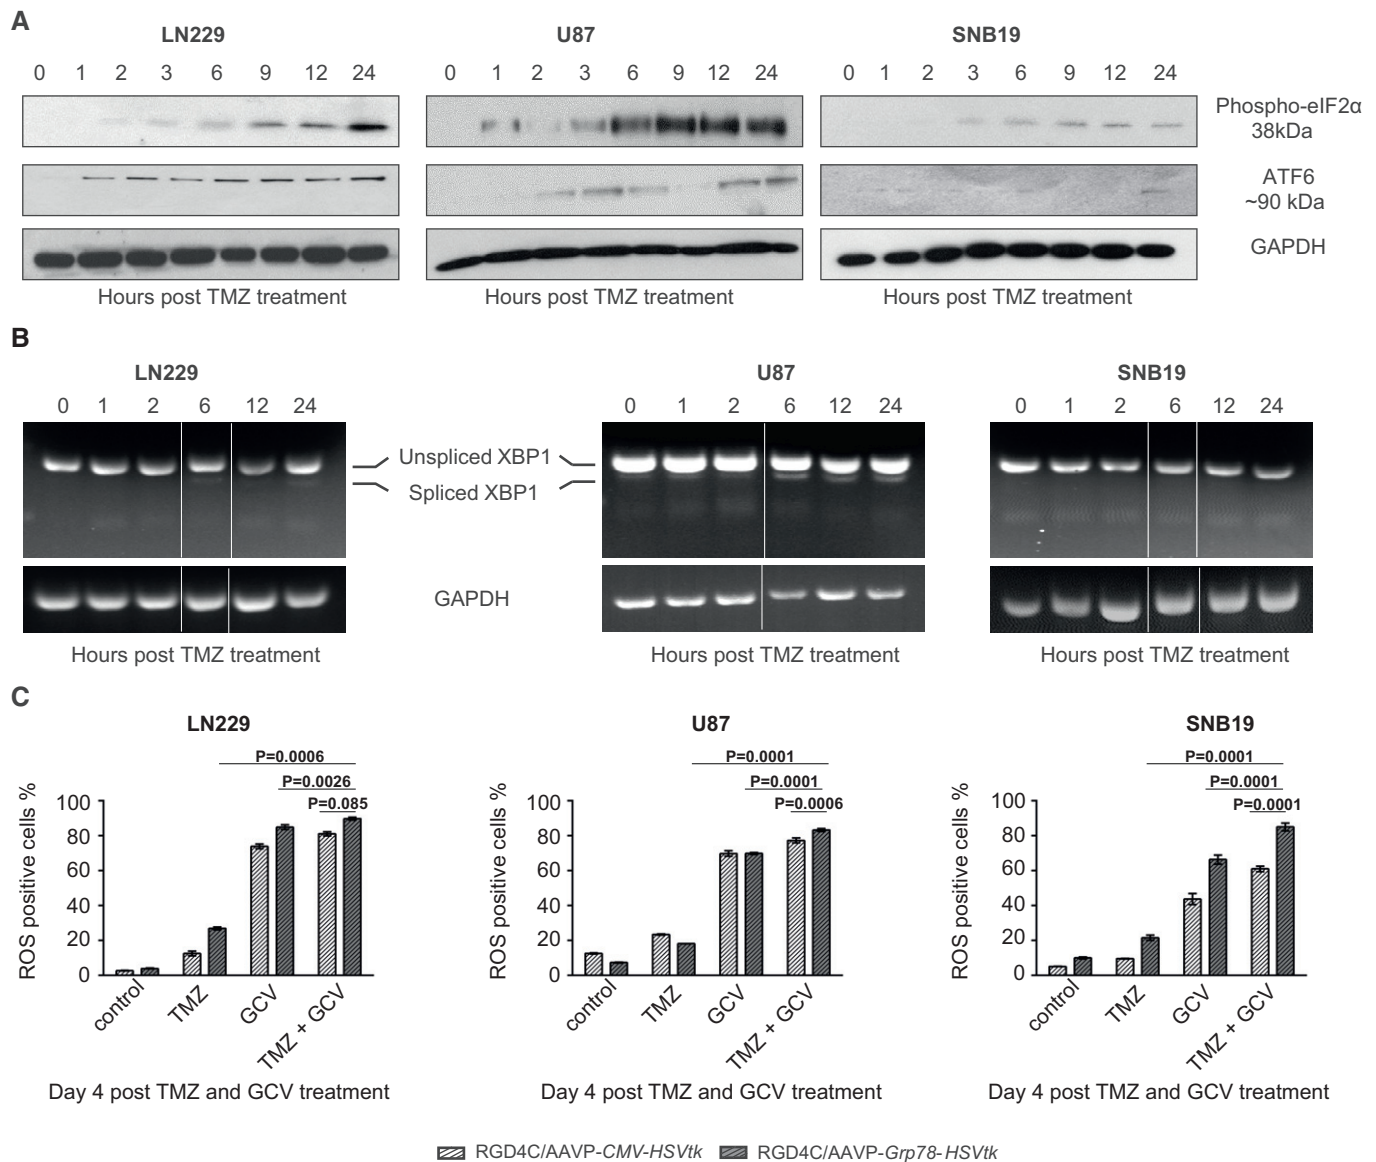 A
LN229 U87 SNB19
0 1 2 3 6 9 12 24 0 1 2 3 6 9 12 24 0 1 2 3 6 9 12 24
Phospho-eIF2α
38kDa
ATF6
~90 kDa
GAPDH
Hours post TMZ treatment Hours post TMZ treatment Hours post TMZ treatment
B
LN229 U87 SNB19
0 1 2 6 12 24 0 1 2 6 12 24 0 1 2 6 12 24
Unspliced XBP1
Spliced XBP1
GAPDH
Hours post TMZ treatment Hours post TMZ treatment Hours post TMZ treatment
C
LN229
P=0.0006
P=0.0026
P=0.085
ROS positive cells %
100
80
60
40
20
0
control TMZ GCV TMZ + GCV
Day 4 post TMZ and GCV treatment
U87
P=0.0001
P=0.0001
P=0.0006
ROS positive cells %
100
80
60
40
20
0
control TMZ GCV TMZ + GCV
Day 4 post TMZ and GCV treatment
SNB19
P=0.0001
P=0.0001
P=0.0001
ROS positive cells %
100
80
60
40
20
0
control TMZ GCV TMZ + GCV
Day 4 post TMZ and GCV treatment
RGD4C/AAVP-CMV-HSVtk RGD4C/AAVP-Grp78-HSVtk